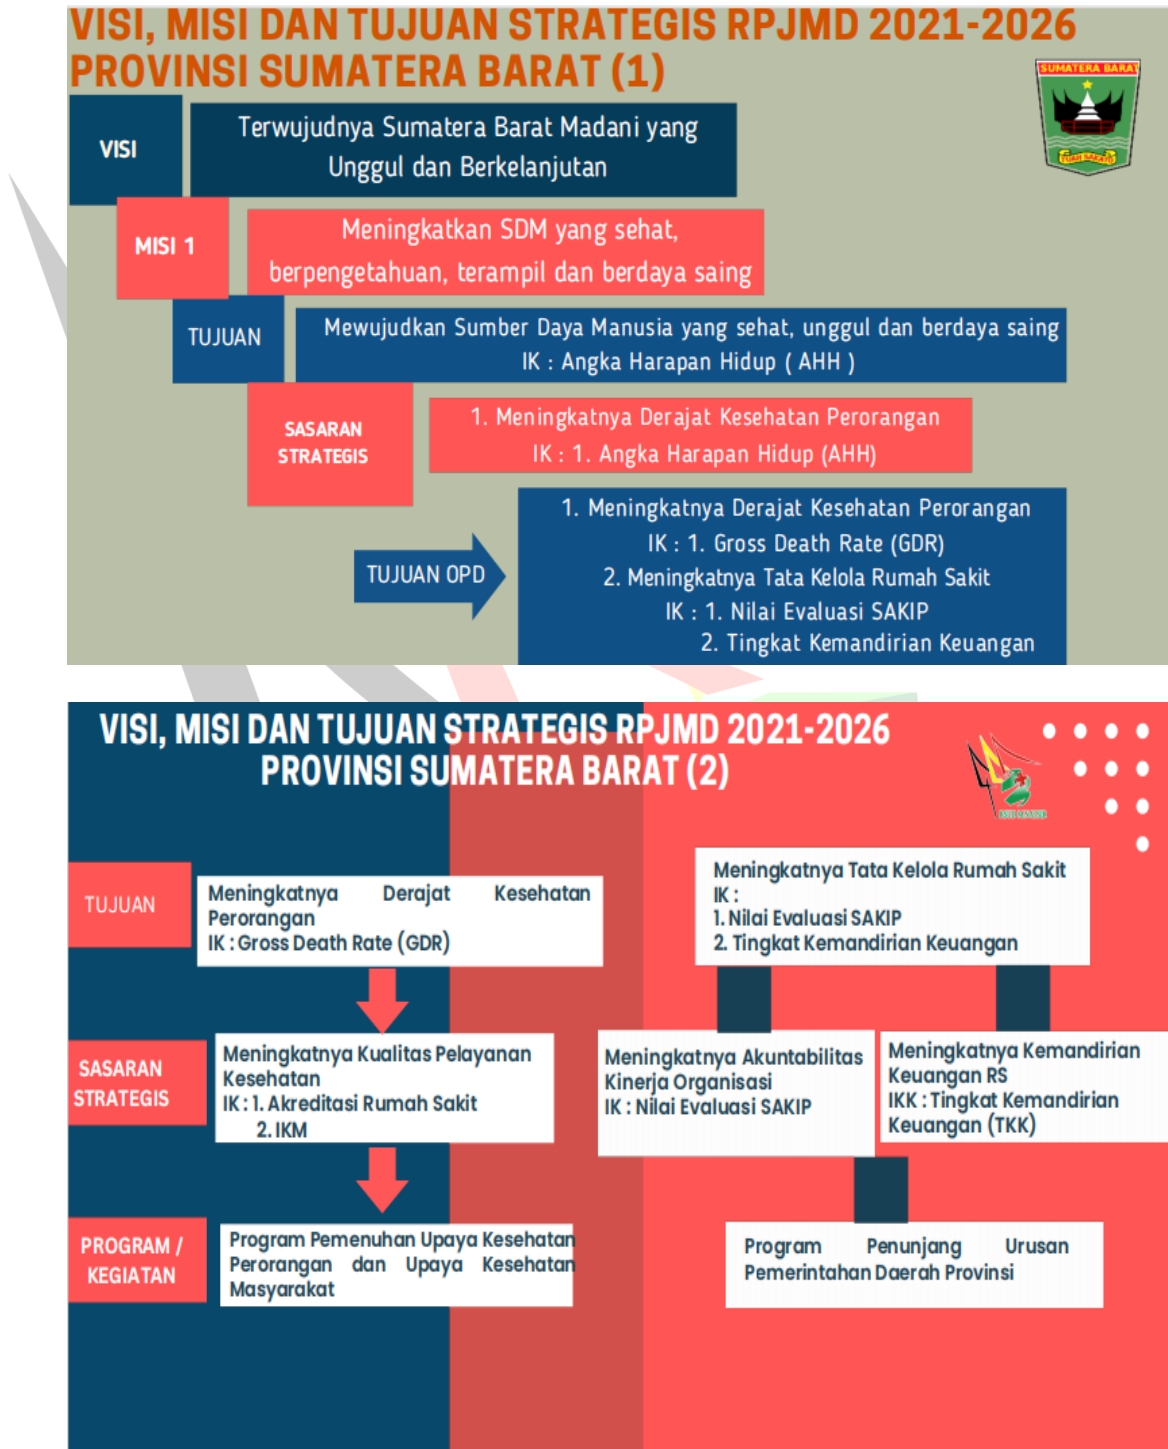 VISI, MISI DAN TUJUAN STRATEGIS RPJMD 2021-2026
PROVINSI SUMATERA BARAT (1)
SUMATERA BARAT
TUAH SAKATO
VISI
Terwujudnya Sumatera Barat Madani yang
Unggul dan Berkelanjutan
MISI 1
Meningkatkan SDM yang sehat,
berpengetahuan, terampil dan berdaya saing
TUJUAN
Mewujudkan Sumber Daya Manusia yang sehat, unggul dan berdaya saing
IK : Angka Harapan Hidup ( AHH )
SASARAN
STRATEGIS
1. Meningkatnya Derajat Kesehatan Perorangan
IK : 1. Angka Harapan Hidup (AHH)
TUJUAN OPD
1. Meningkatnya Derajat Kesehatan Perorangan
IK : 1. Gross Death Rate (GDR)
2. Meningkatnya Tata Kelola Rumah Sakit
IK : 1. Nilai Evaluasi SAKIP
2. Tingkat Kemandirian Keuangan
VISI, MISI DAN TUJUAN STRATEGIS RPJMD 2021-2026
PROVINSI SUMATERA BARAT (2)
TUJUAN
Meningkatnya Derajat Kesehatan
Perorangan
IK : Gross Death Rate (GDR)
Meningkatnya Tata Kelola Rumah Sakit
IK :
1. Nilai Evaluasi SAKIP
2. Tingkat Kemandirian Keuangan
SASARAN
STRATEGIS
Meningkatnya Kualitas Pelayanan
Kesehatan
IK : 1. Akreditasi Rumah Sakit
2. IKM
Meningkatnya Akuntabilitas
Kinerja Organisasi
IK : Nilai Evaluasi SAKIP
Meningkatnya Kemandirian
Keuangan RS
IKK : Tingkat Kemandirian
Keuangan (TKK)
PROGRAM /
KEGIATAN
Program Pemenuhan Upaya Kesehatan
Perorangan dan Upaya Kesehatan
Masyarakat
Program Penunjang Urusan
Pemerintahan Daerah Provinsi